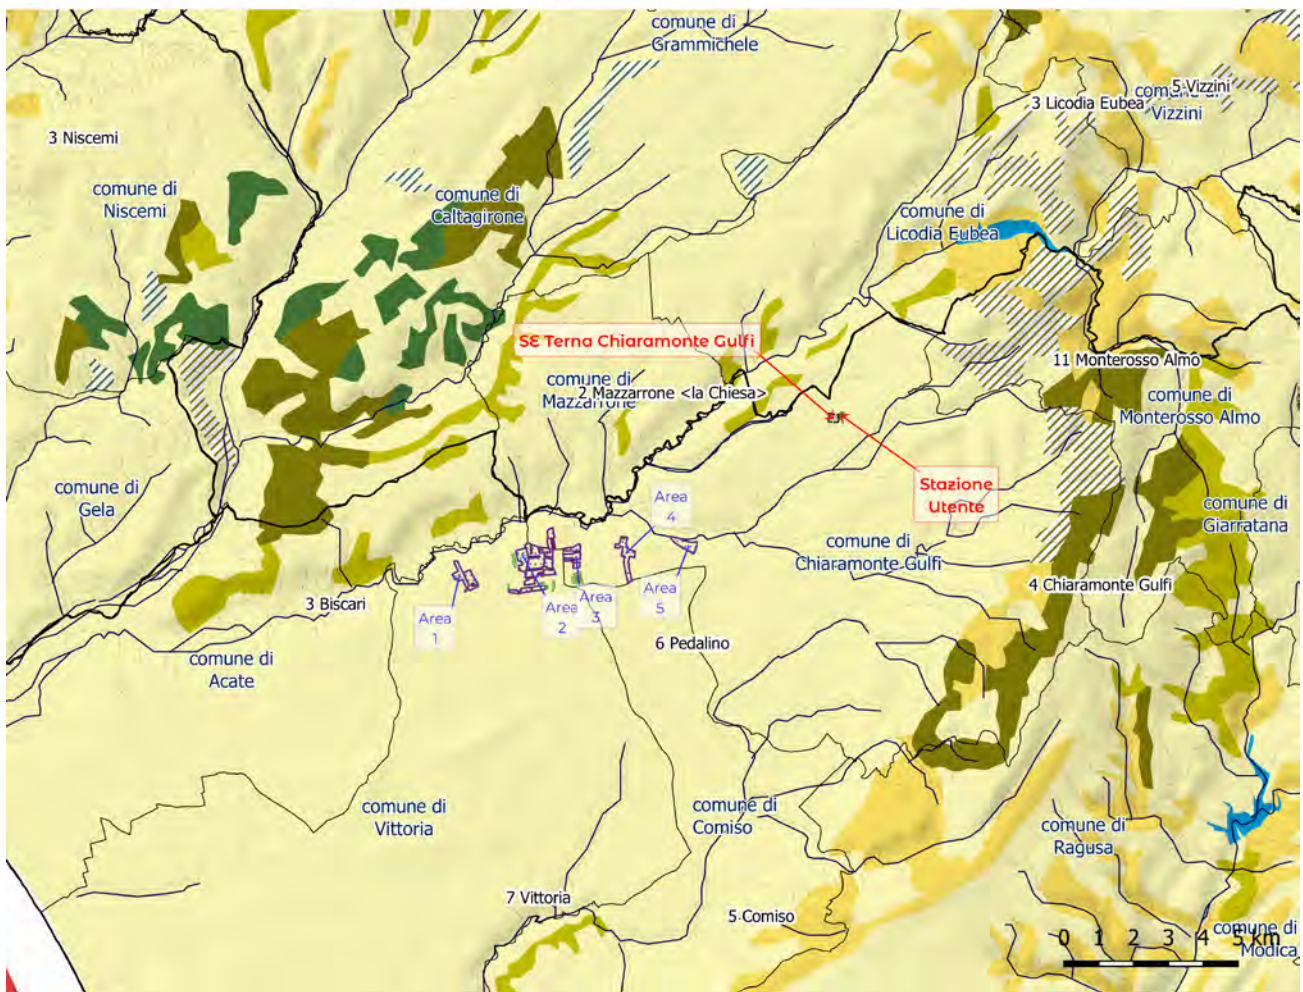 comune di
Grammichele
5 Vizzini
3 Licodia Eubea
comune di
Vizzini
3 Niscemi
comune di
Niscemi
comune di
Caltagirone
comune di
Licodia Eubea
SE Terna Chiaramonte Gulfi
11 Monterosso Almo
comune di
Mazzarrone
2 Mazzarrone <la Chiesa>
comune di
Monterosso Almo
comune di
Gela
Stazione
Utente
Area
4
comune di
Giarratana
comune di
Chiaramonte Gulfi
4 Chiaramonte Gulfi
3 Biscari
Area
1
Area
2
Area
3
Area
5
6 Pedalino
comune di
Acate
comune di
Vittoria
comune di
Comiso
comune di
Ragusa
7 Vittoria
5 Comiso
comune di
Modica
0 1 2 3 4 5 km